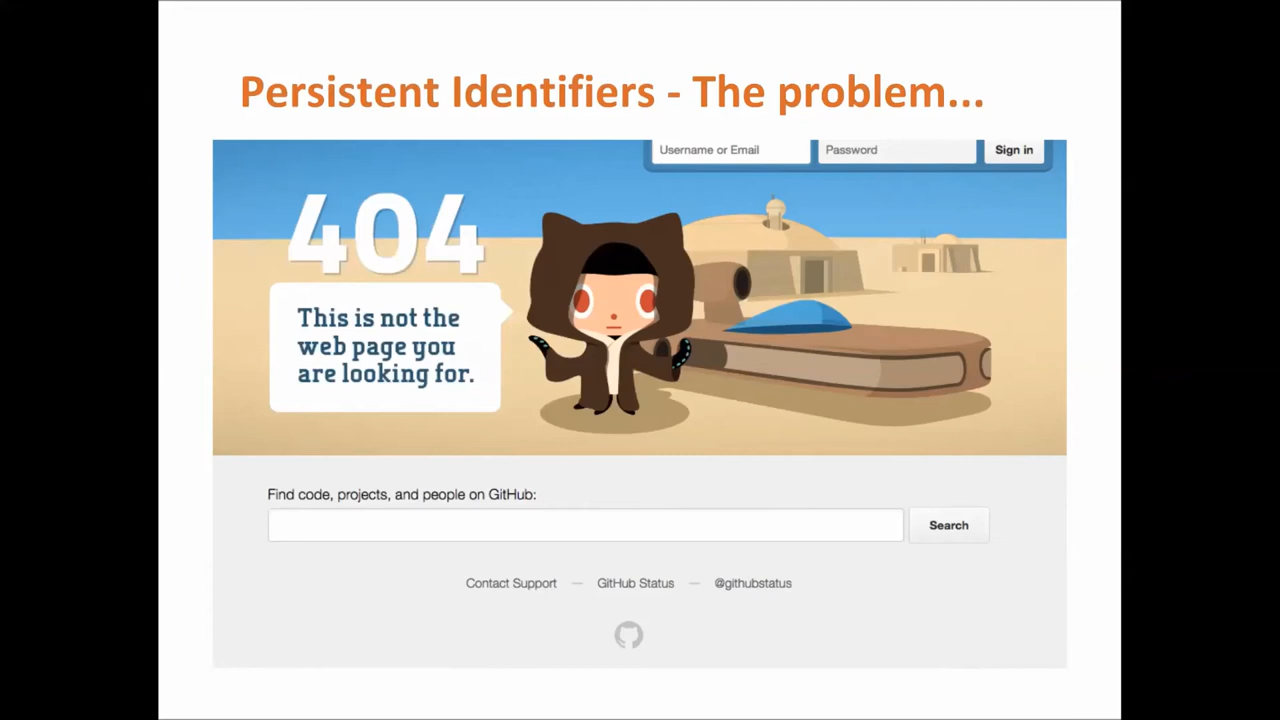 Persistent Identifiers - The problem...
Username or Email
Password
Sign in
404
This is not the
web page you
are looking for.
Find code, projects, and people on GitHub:
Search
Contact Support — GitHub Status — @githubstatus